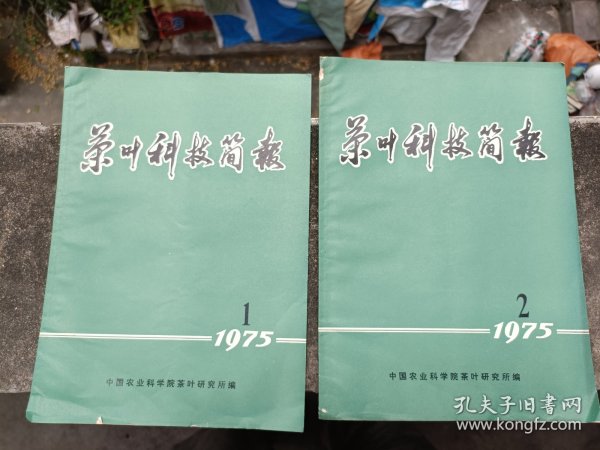 茶叶科技简报
1
1975
中国农业科学院茶叶研究所编
茶叶科技简报
2
1975
中国农业科学院茶叶研究所编
孔夫子旧书网
www.kongfz.com